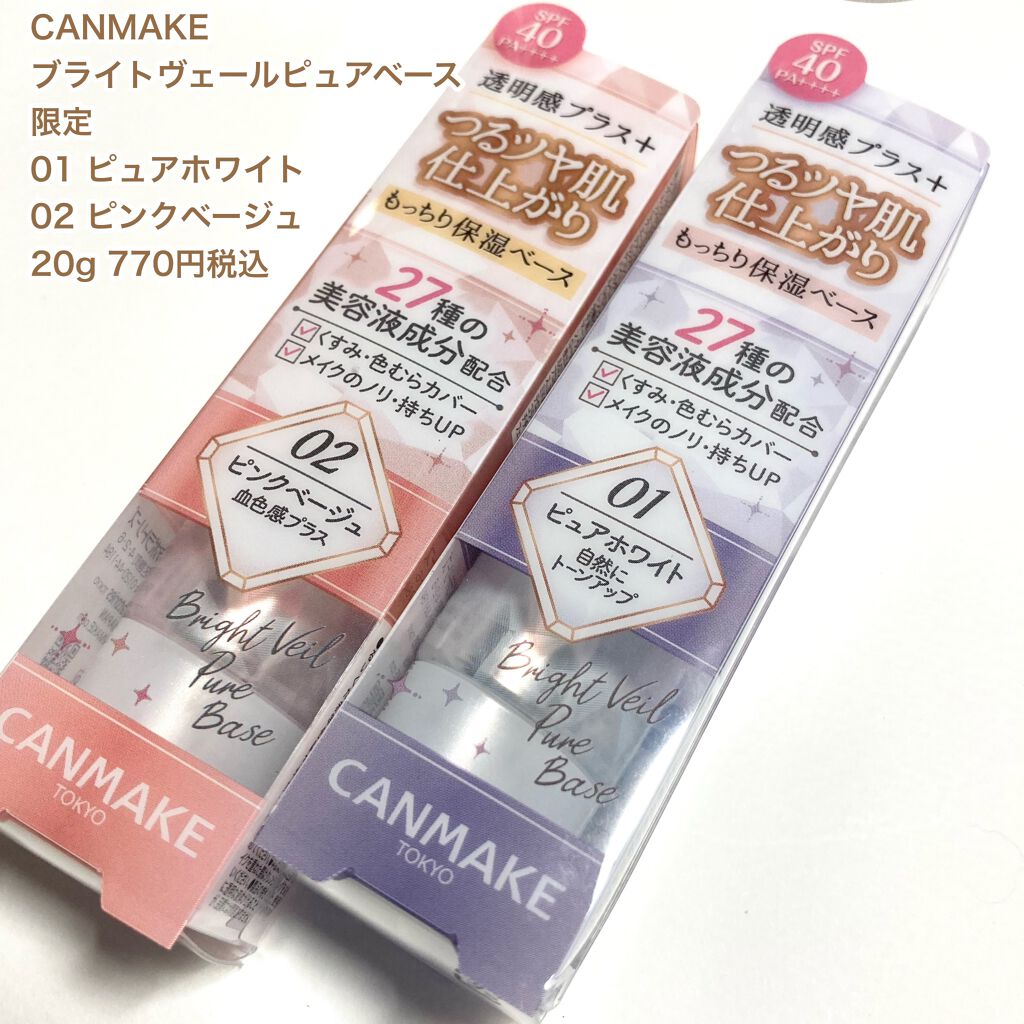 CANMAKE
ブライトヴェールピュアベース
限定
01 ピュアホワイト
02 ピンクベージュ
20g 770円税込
SPF
40
PA++++
透明感プラス+
つるツヤ肌
仕上がり
もっちり保湿ベース
27種の
美容液成分配合
くすみ・色むらカバー
メイクのノリ・持ちUP
02
ピンクベージュ
血色感プラス
Bright Veil
Pure
Base
CANMAKE
TOKYO
SPF
40
PA++++
透明感プラス+
つるツヤ肌
仕上がり
もっちり保湿ベース
27種の
美容液成分配合
くすみ・色むらカバー
メイクのノリ・持ちUP
01
ピュアホワイト
自然に
トーンアップ
Bright Veil
Pure
Base
CANMAKE
TOKYO